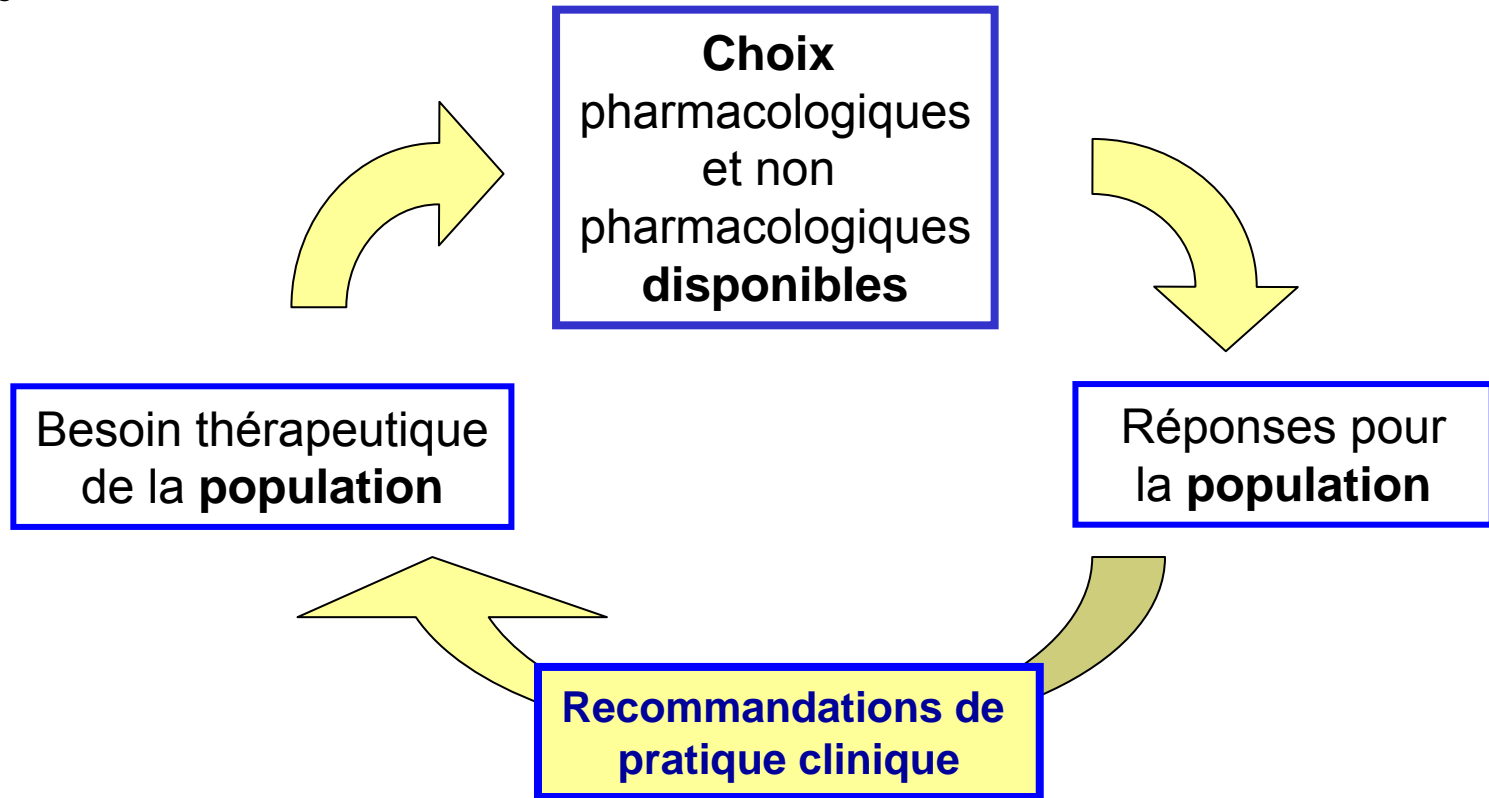 Choix
pharmacologiques
et non
pharmacologiques
disponibles
Besoin thérapeutique
de la population
Réponses pour
la population
Recommandations de
pratique clinique